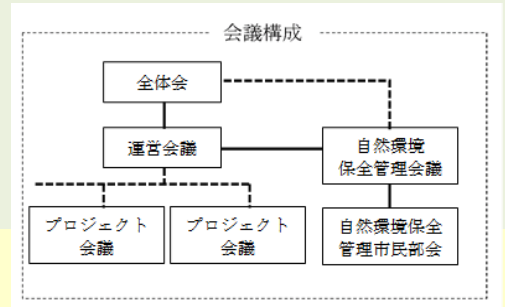 会議構成
全体会
運営会議
自然環境
保全管理会議
プロジェクト
会議
プロジェクト
会議
自然環境保全
管理市民部会